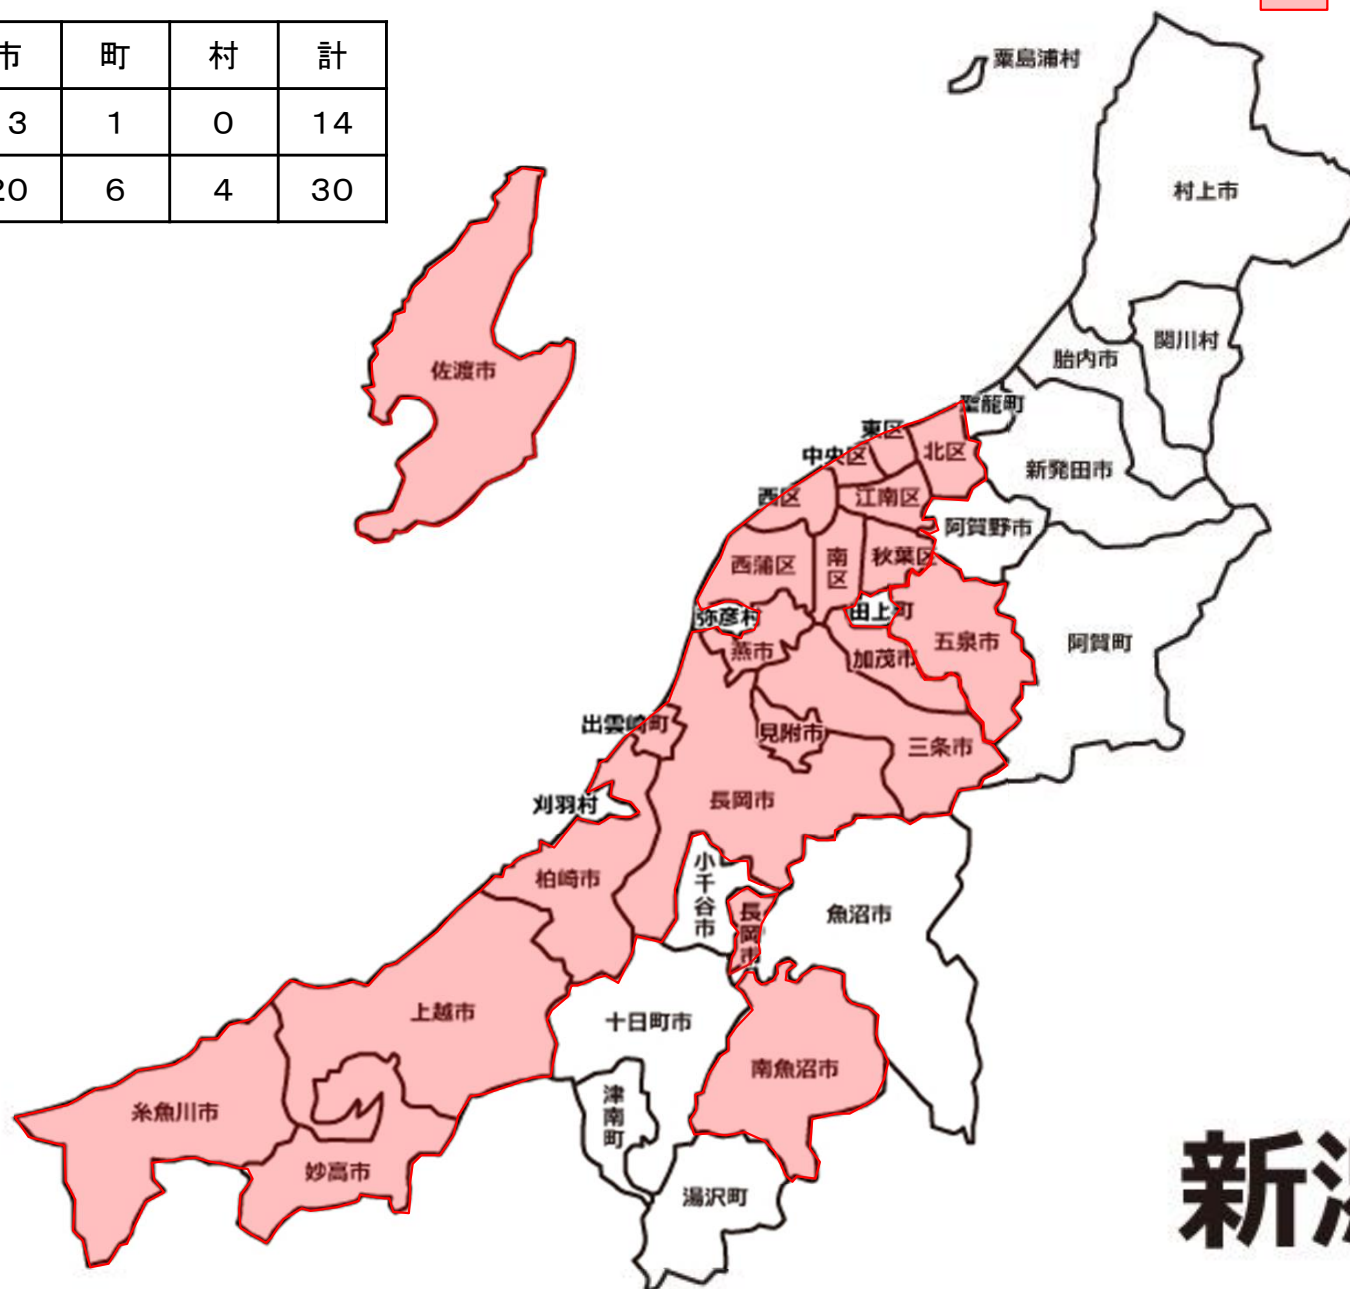 市 町 村 計
3 1 0 14
20 6 4 30
粟島浦村
村上市
関川村
胎内市
聖籠町
東区
北区
中央区
新発田市
西区
江南区
阿賀野市
西蒲区
南区
秋葉区
弥彦村
田上町
五泉市
阿賀町
燕市
加茂市
出雲崎町
見附市
三条市
刈羽村
長岡市
柏崎市
小千谷市
長岡市
魚沼市
上越市
十日町市
南魚沼市
糸魚川市
津南町
妙高市
湯沢町
新